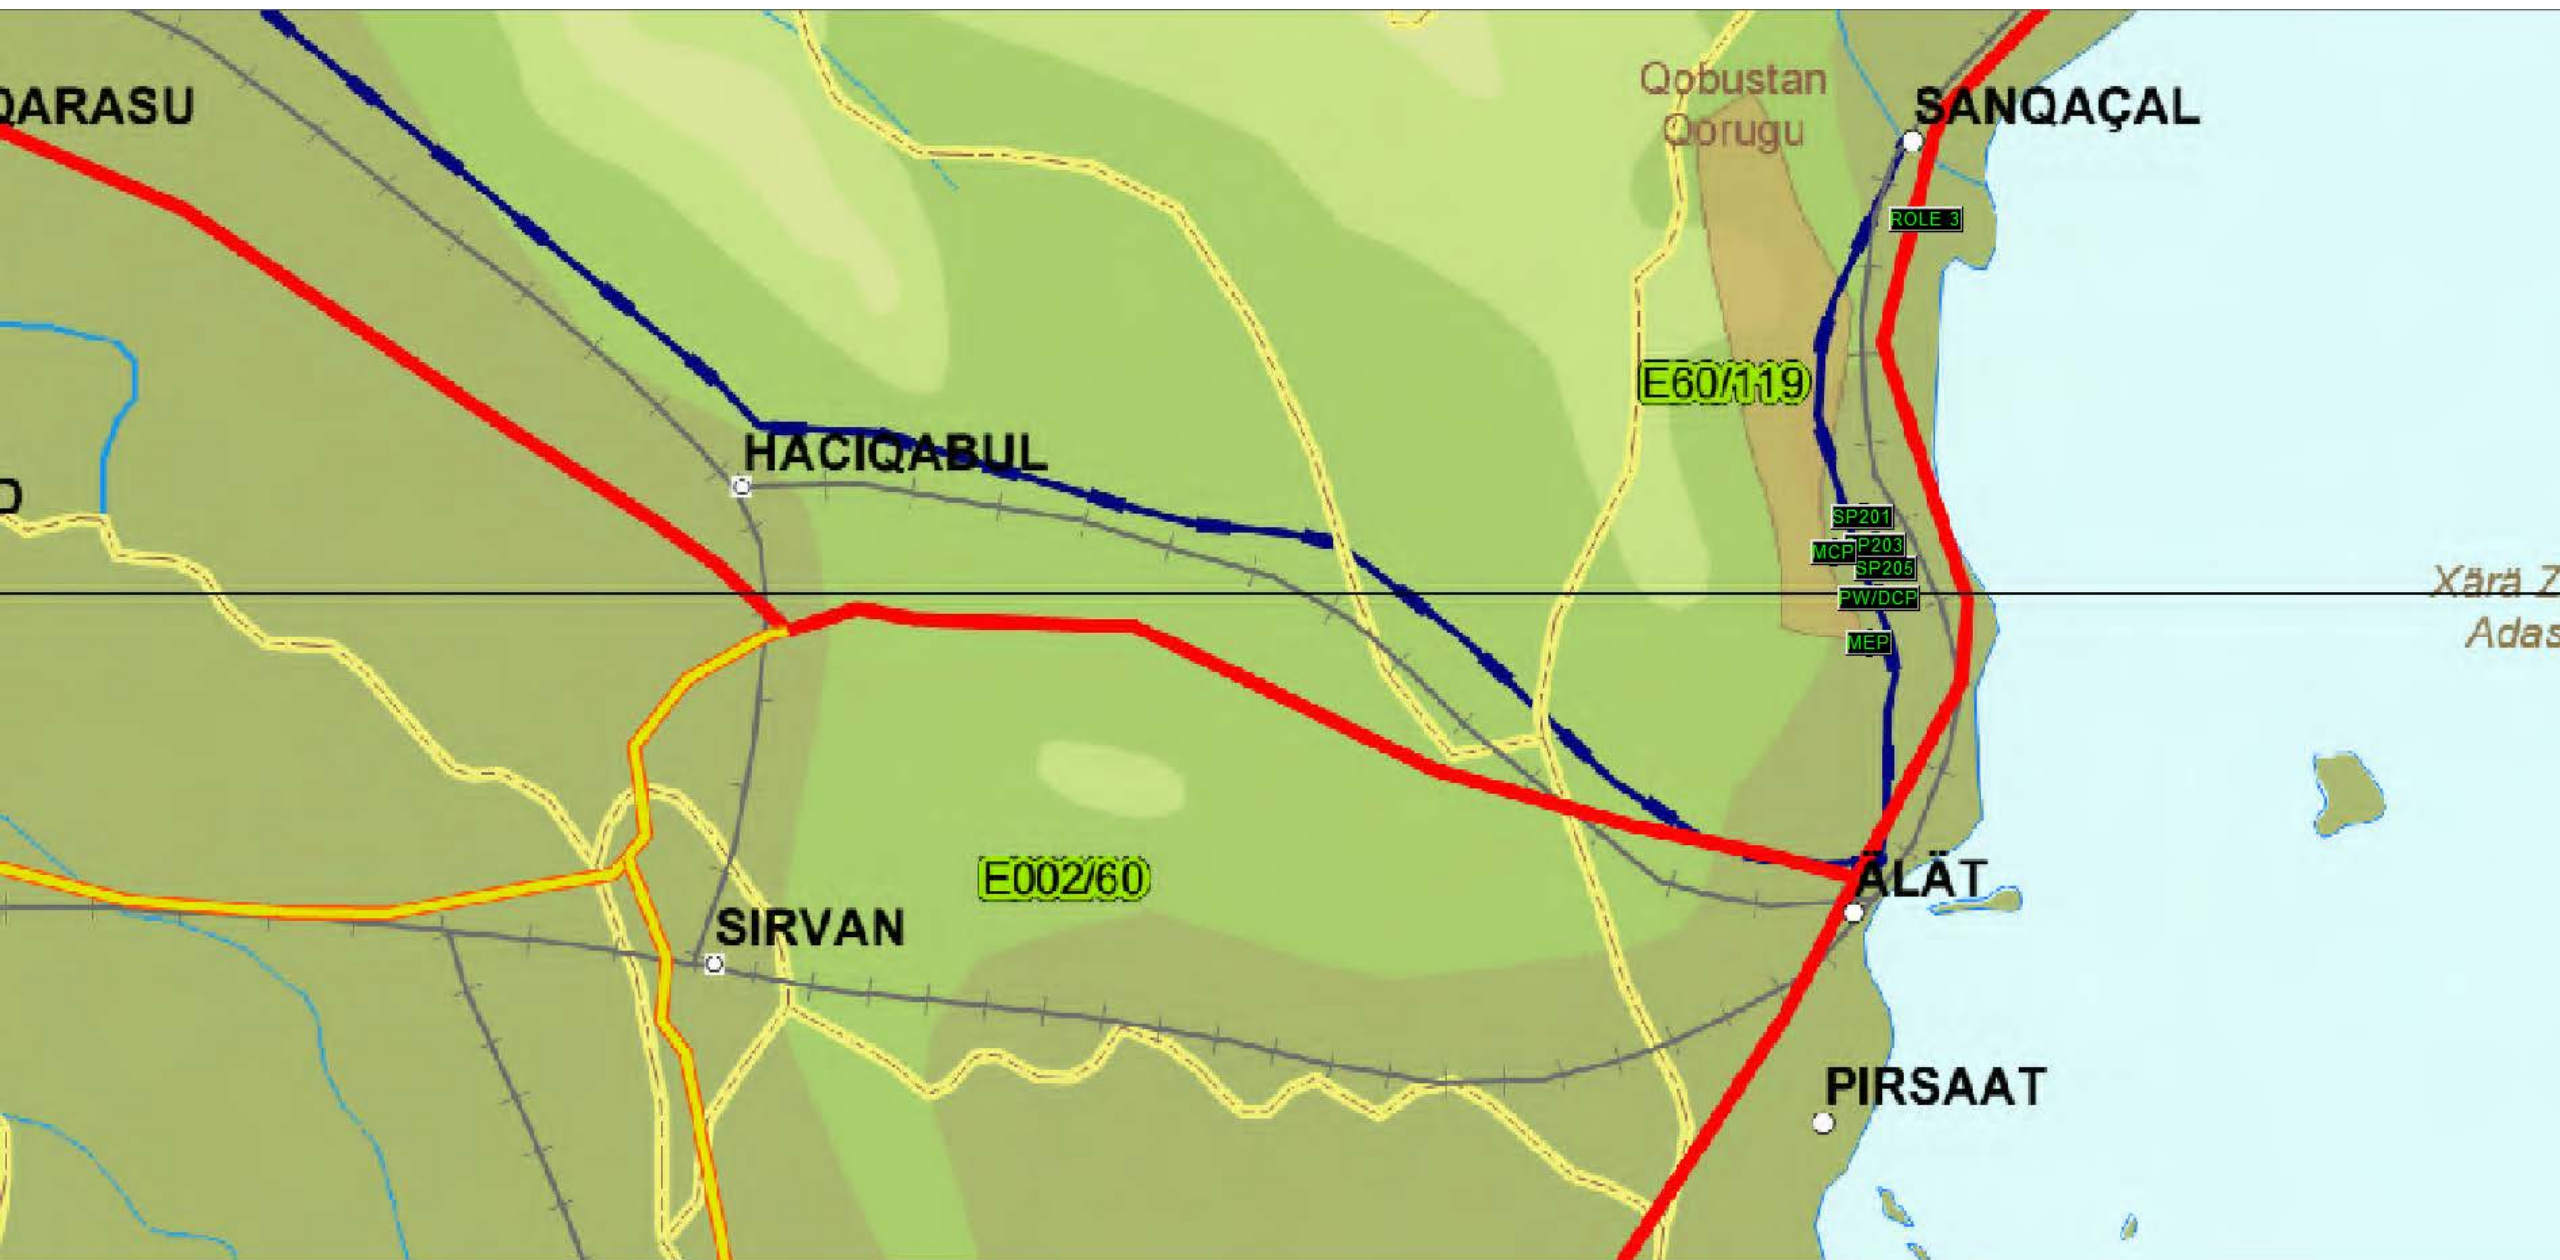 Qobustan
Qorugu
QARASU
SANQAÇAL
ROLE 3
E60/119
HACIQABUL
SP201
MCP
P203
SP205
PW/DCP
MEP
Xärä Z
Adas
E002/60
ÄLÄT
SIRVAN
PIRSAAT